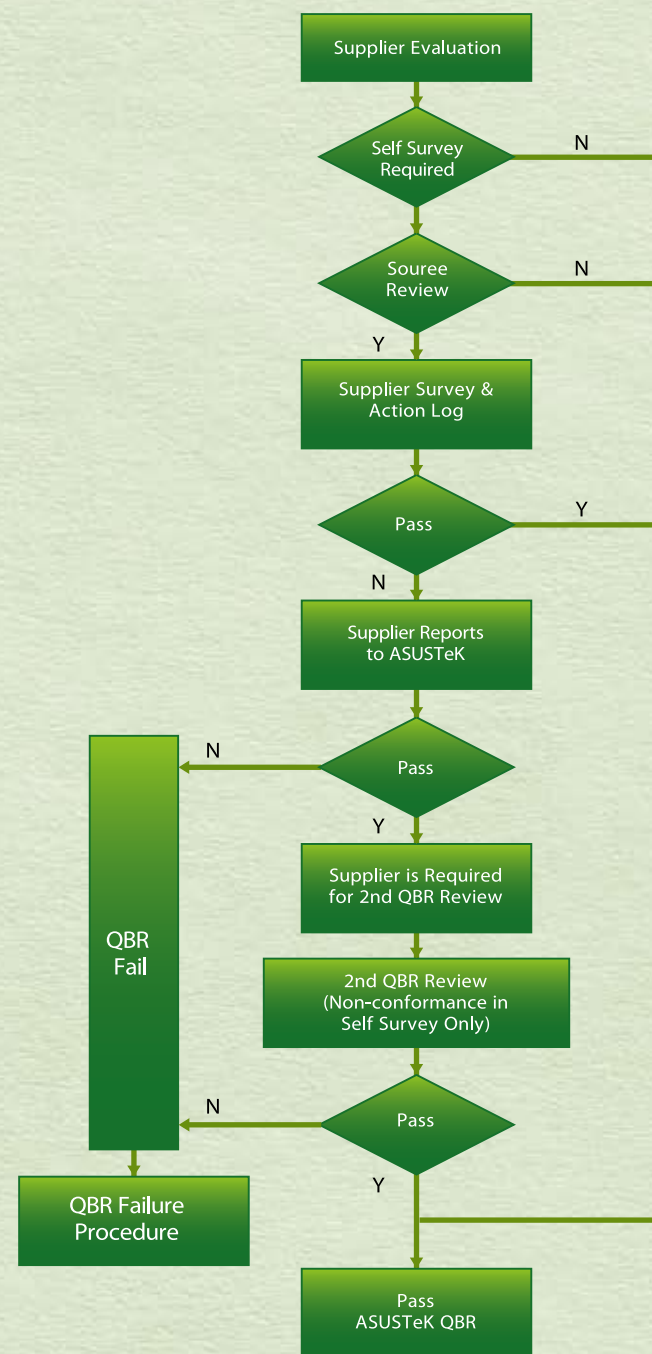 Supplier Evaluation
Self Survey
Required
N
Souree
Review
N
Y
Supplier Survey &
Action Log
Pass
Y
N
Supplier Reports
to ASUSTeK
Pass
N
Y
Supplier is Required
for 2nd QBR Review
QBR
Fail
2nd QBR Review
(Non-conformance in
Self Survey Only)
Pass
N
Y
QBR Failure
Procedure
Pass
ASUSTeK QBR